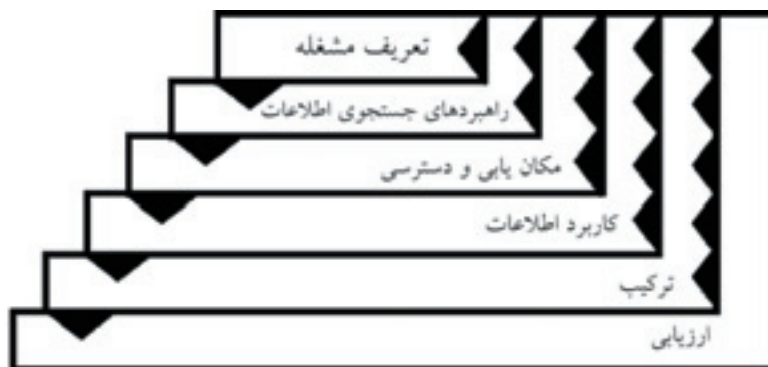 تعریف مشغله
راهبردهای جستجوی اطلاعات
مکان یابی و دسترسی
کاربرد اطلاعات
ترکیب
ارزیابی